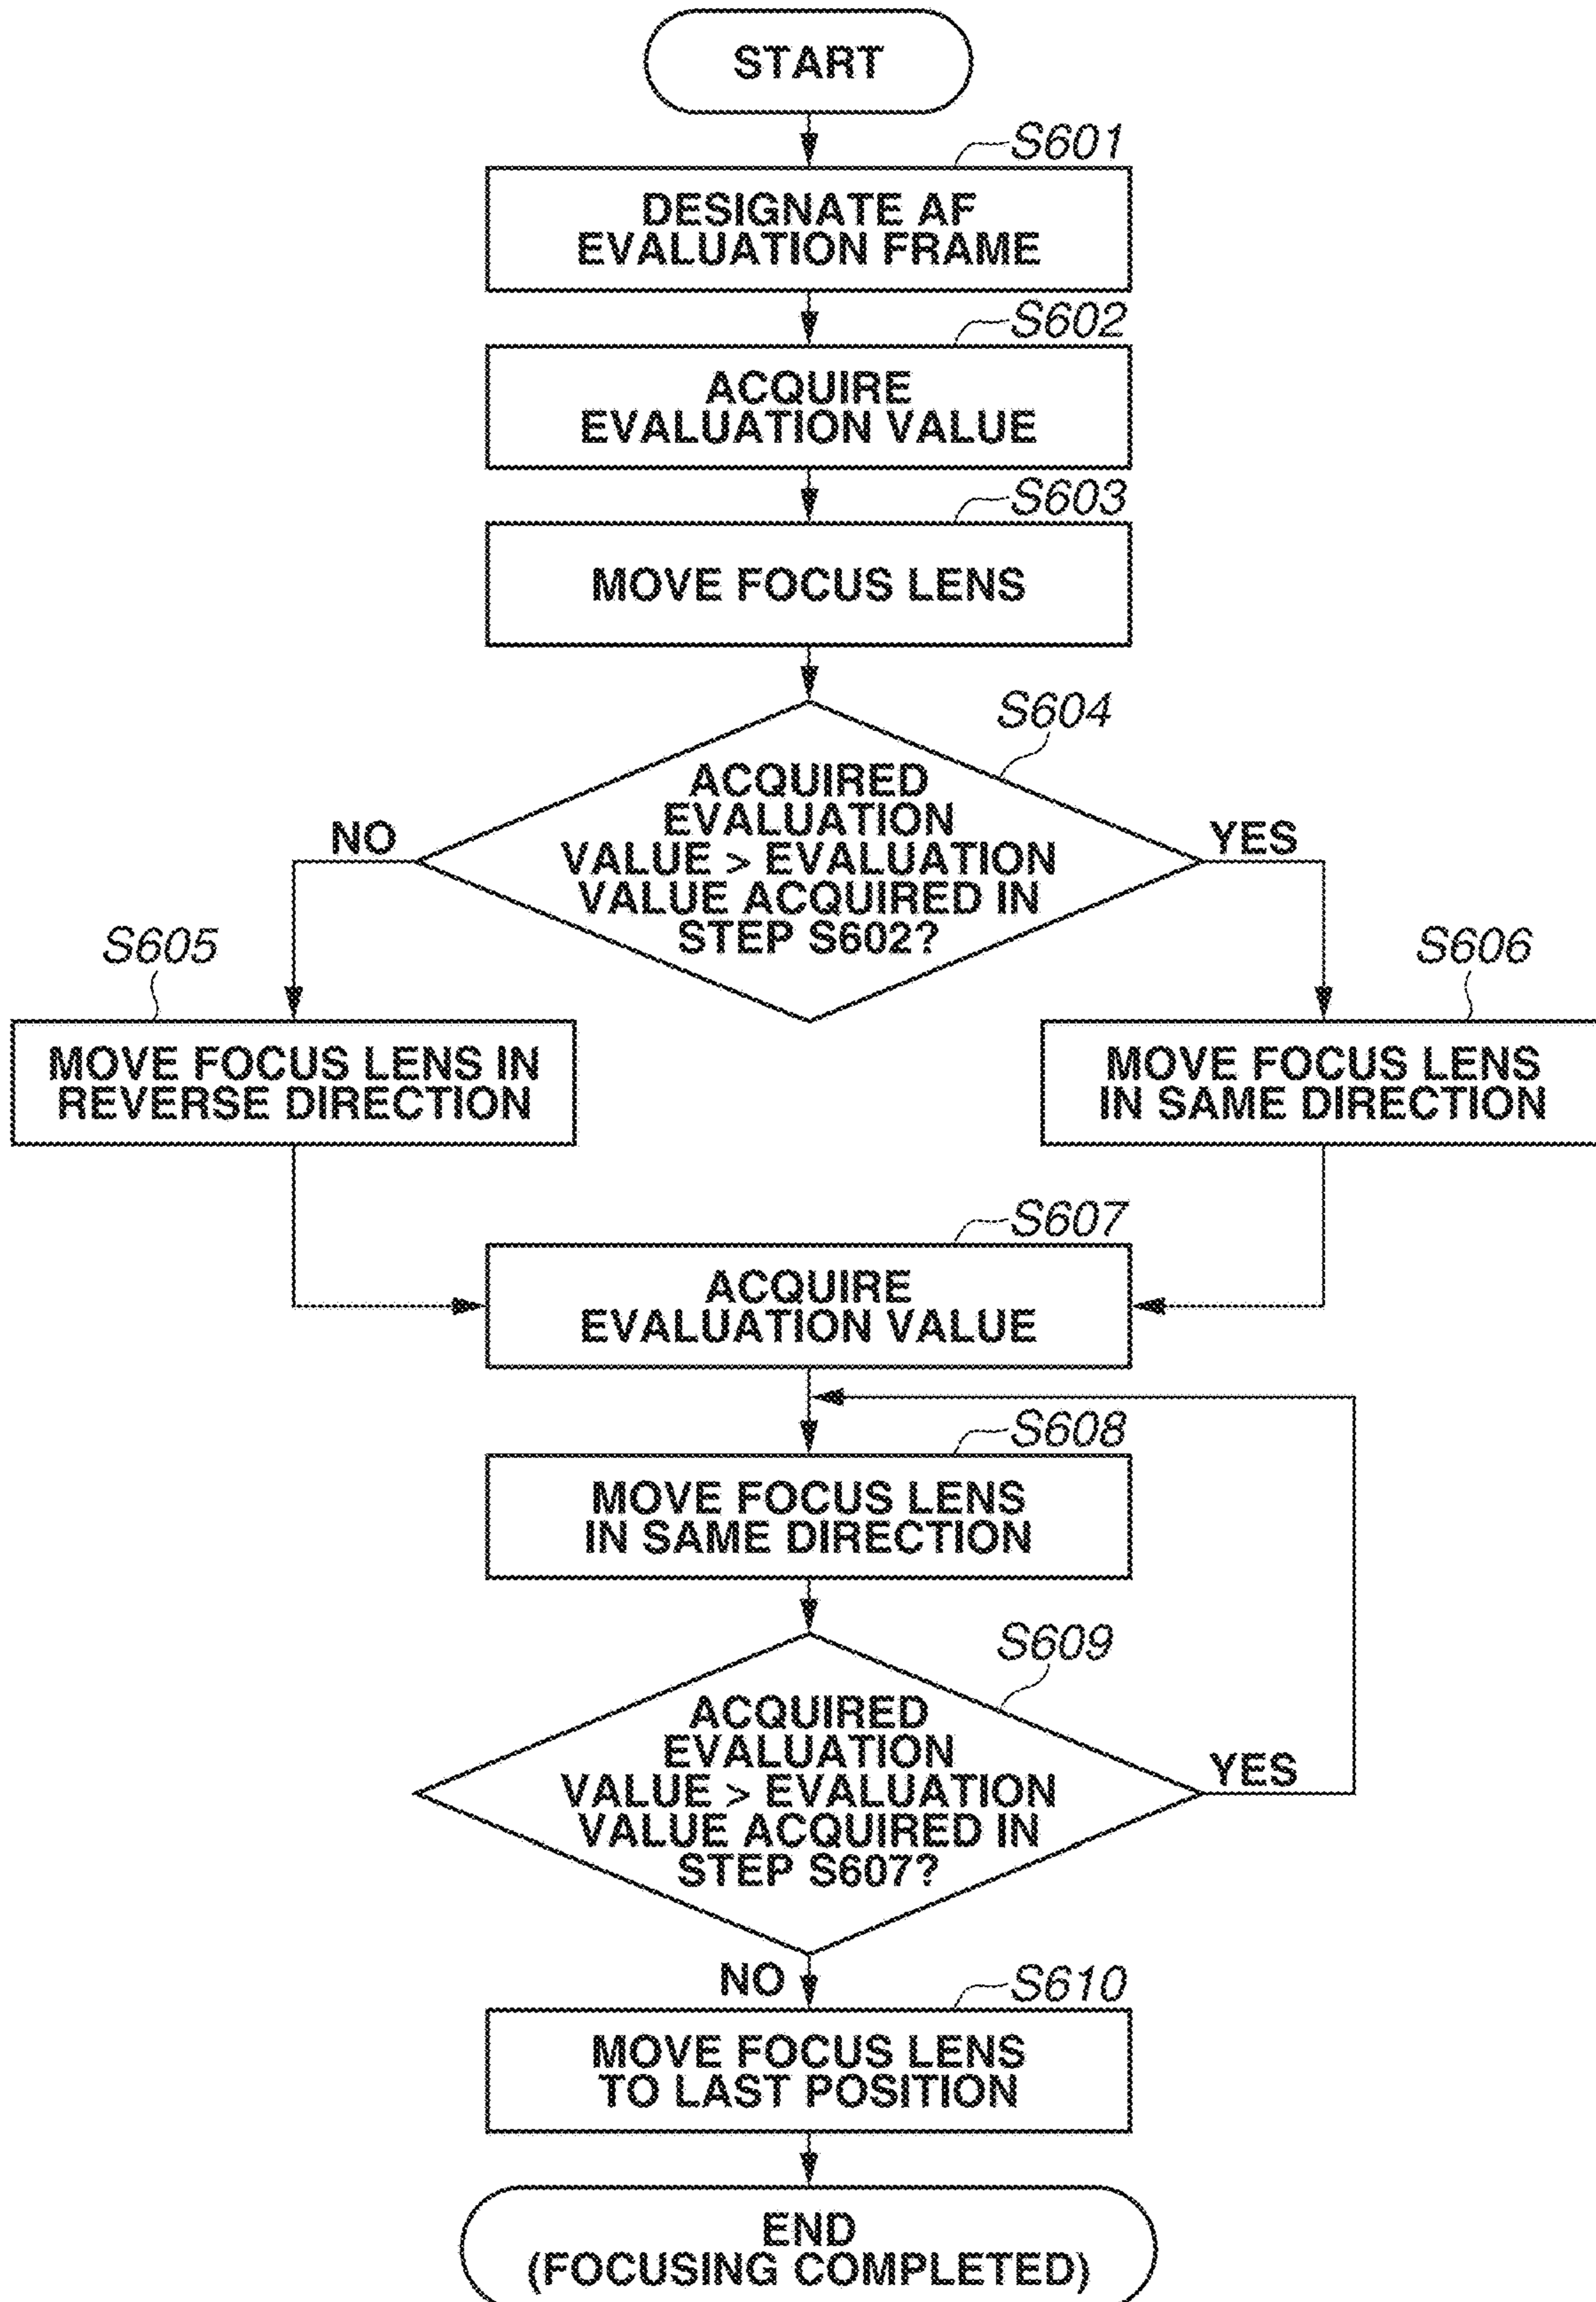 START
S601
DESIGNATE AF
EVALUATION FRAME
S602
ACQUIRE
EVALUATION VALUE
S603
MOVE FOCUS LENS
S604
ACQUIRED
EVALUATION
VALUE > EVALUATION
VALUE ACQUIRED IN
STEP S602?
NO
YES
S605
MOVE FOCUS LENS IN
REVERSE DIRECTION
S606
MOVE FOCUS LENS
IN SAME DIRECTION
S607
ACQUIRE
EVALUATION VALUE
S608
MOVE FOCUS LENS
IN SAME DIRECTION
S609
ACQUIRED
EVALUATION
VALUE > EVALUATION
VALUE ACQUIRED IN
STEP S607?
YES
NO
S610
MOVE FOCUS LENS
TO LAST POSITION
END
(FOCUSING COMPLETED)